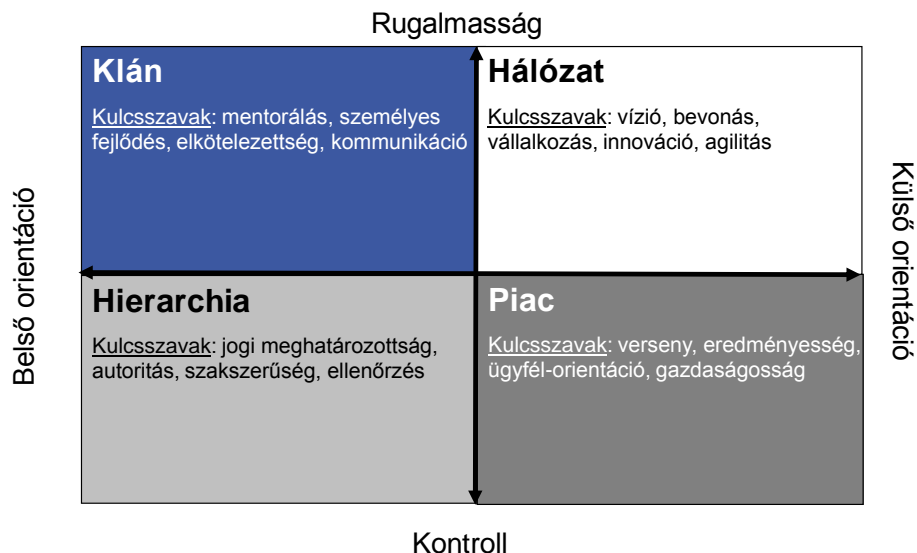 Rugalmasság
Klán
Kulcsszavak: mentorálás, személyes
fejlődés, elkötelezettség, kommunikáció
Hálózat
Kulcsszavak: vízió, bevonás,
vállalkozás, innováció, agilitás
Belső orientáció
Külső orientáció
Hierarchia
Kulcsszavak: jogi meghatározottság,
autoritás, szakszerűség, ellenőrzés
Piac
Kulcsszavak: verseny, eredményesség,
ügyfél-orientáció, gazdaságosság
Kontroll